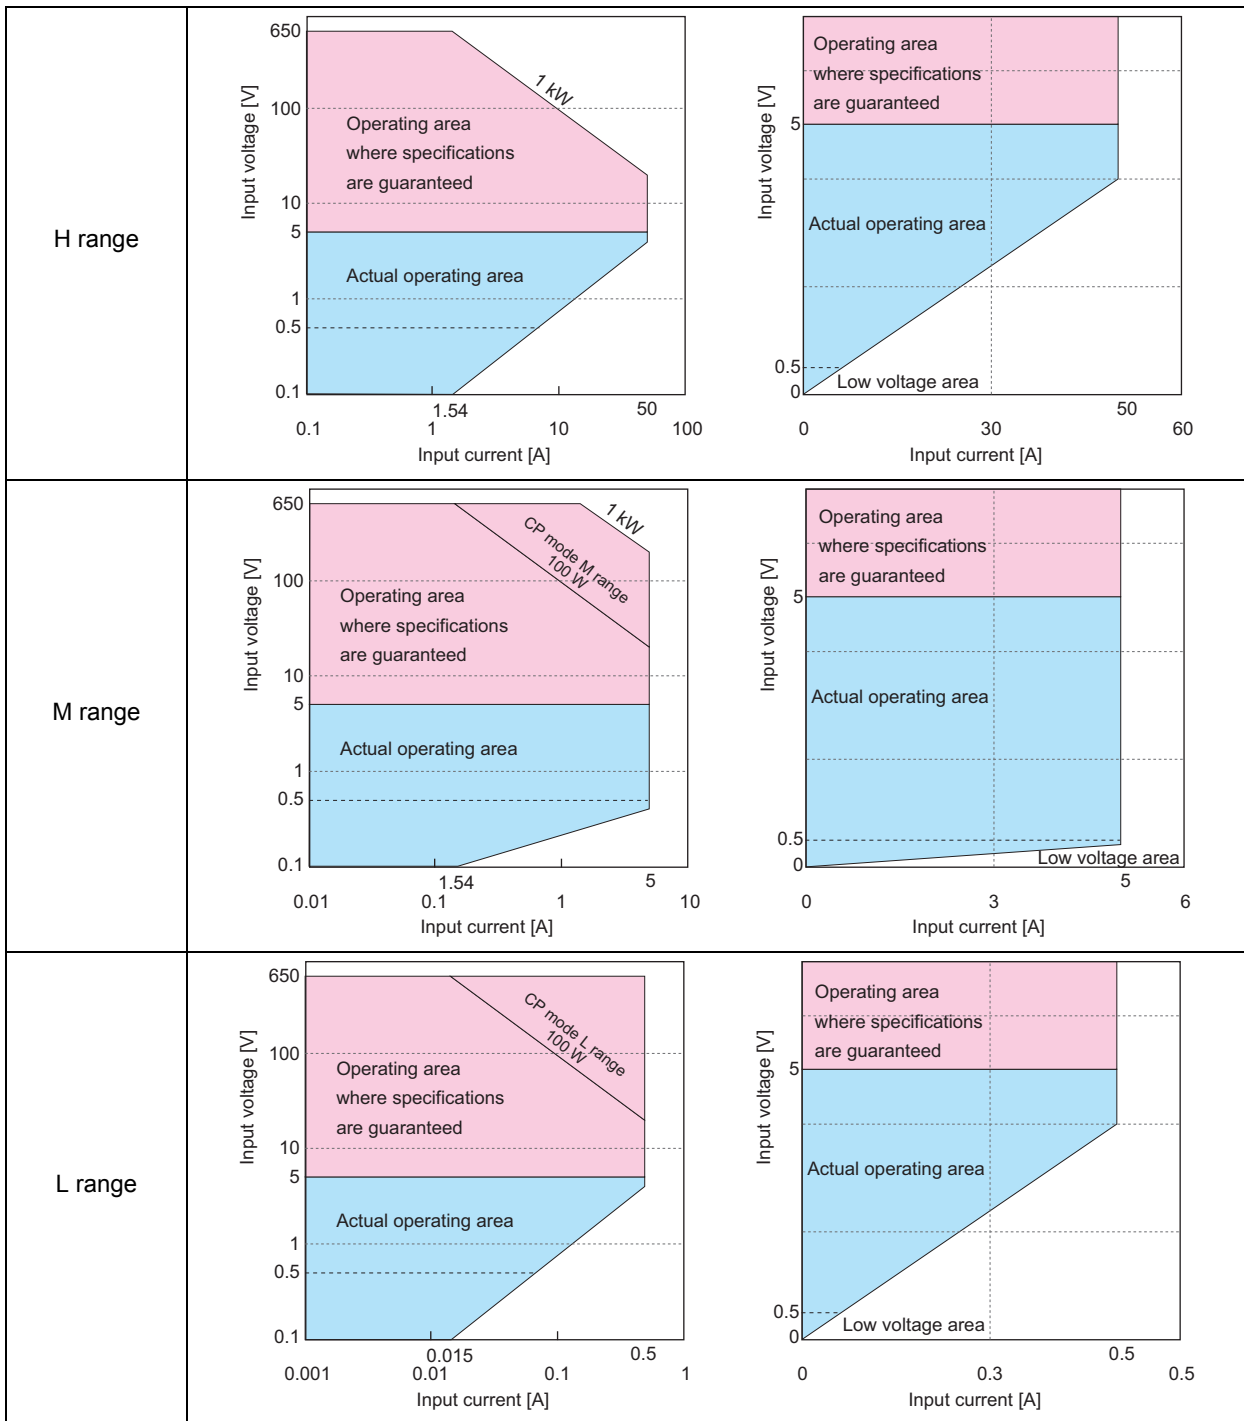 H range
650
100
10
5
1
0.5
0.1
Input voltage [V]
1 kW
Operating area
where specifications
are guaranteed
Actual operating area
1.54
50
0.1
1
10
100
Input current [A]
Input voltage [V]
5
0.5
0
Operating area
where specifications
are guaranteed
Actual operating area
Low voltage area
50
0
30
60
Input current [A]
M range
650
100
10
5
1
0.5
0.1
Input voltage [V]
1 kW
CP mode M range
100 W
Operating area
where specifications
are guaranteed
Actual operating area
1.54
5
0.01
0.1
1
10
Input current [A]
Input voltage [V]
5
0.5
0
Operating area
where specifications
are guaranteed
Actual operating area
Low voltage area
5
0
3
6
Input current [A]
L range
650
100
10
5
1
0.5
0.1
Input voltage [V]
CP mode L range
100 W
Operating area
where specifications
are guaranteed
Actual operating area
0.015
0.5
0.001
0.01
0.1
1
Input current [A]
Input voltage [V]
5
0.5
0
Operating area
where specifications
are guaranteed
Actual operating area
Low voltage area
0.5
0
0.3
0.5
Input current [A]